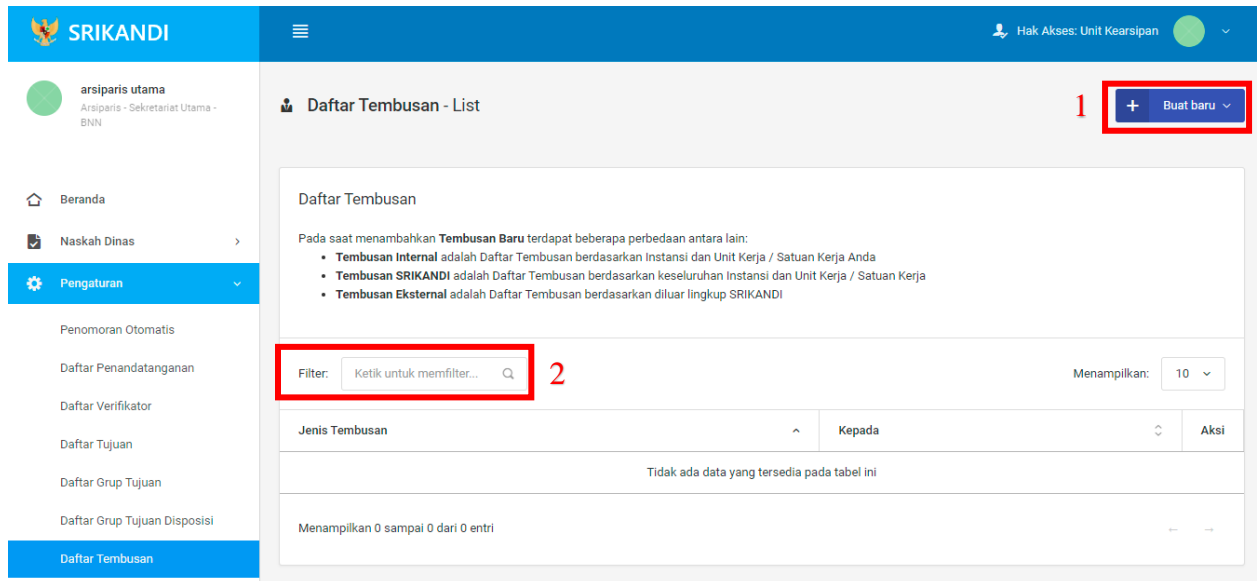 SRIKANDI
Hak Akses: Unit Kearsipan
arsiparis utama
Arsiparis - Sekretariat Utama -
BNN
Daftar Tembusan - List
1
+ Buat baru
Beranda
Naskah Dinas
Pengaturan
Penomoran Otomatis
Daftar Penandatanganan
Daftar Verifikator
Daftar Tujuan
Daftar Grup Tujuan
Daftar Grup Tujuan Disposisi
Daftar Tembusan
Daftar Tembusan
Pada saat menambahkan Tembusan Baru terdapat beberapa perbedaan antara lain:
• Tembusan Internal adalah Daftar Tembusan berdasarkan Instansi dan Unit Kerja / Satuan Kerja Anda
• Tembusan SRIKANDI adalah Daftar Tembusan berdasarkan keseluruhan Instansi dan Unit Kerja / Satuan Kerja
• Tembusan Eksternal adalah Daftar Tembusan berdasarkan diluar lingkup SRIKANDI
Filter: Ketik untuk memfilter...
2
Menampilkan: 10
Jenis Tembusan Kepada Aksi
Tidak ada data yang tersedia pada tabel ini
Menampilkan 0 sampai 0 dari 0 entri
← →